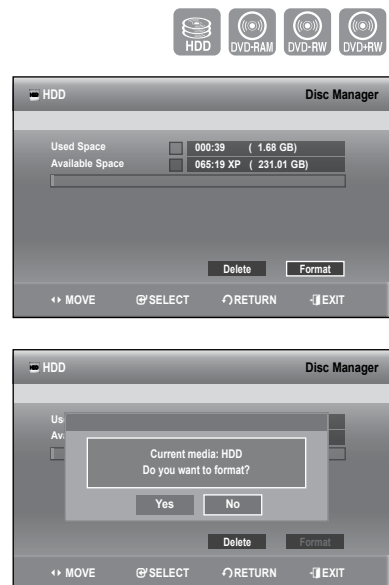 HDD DVD-RAM DVD-RW DVD+RW
HDD Disc Manager
Used Space 000:39 ( 1.68 GB)
Available Space 065:19 XP ( 231.01 GB)
Delete Format
MOVE SELECT RETURN EXIT
HDD Disc Manager
Us
Av
Current media: HDD
Do you want to format?
Yes No
Delete Format
MOVE SELECT RETURN EXIT